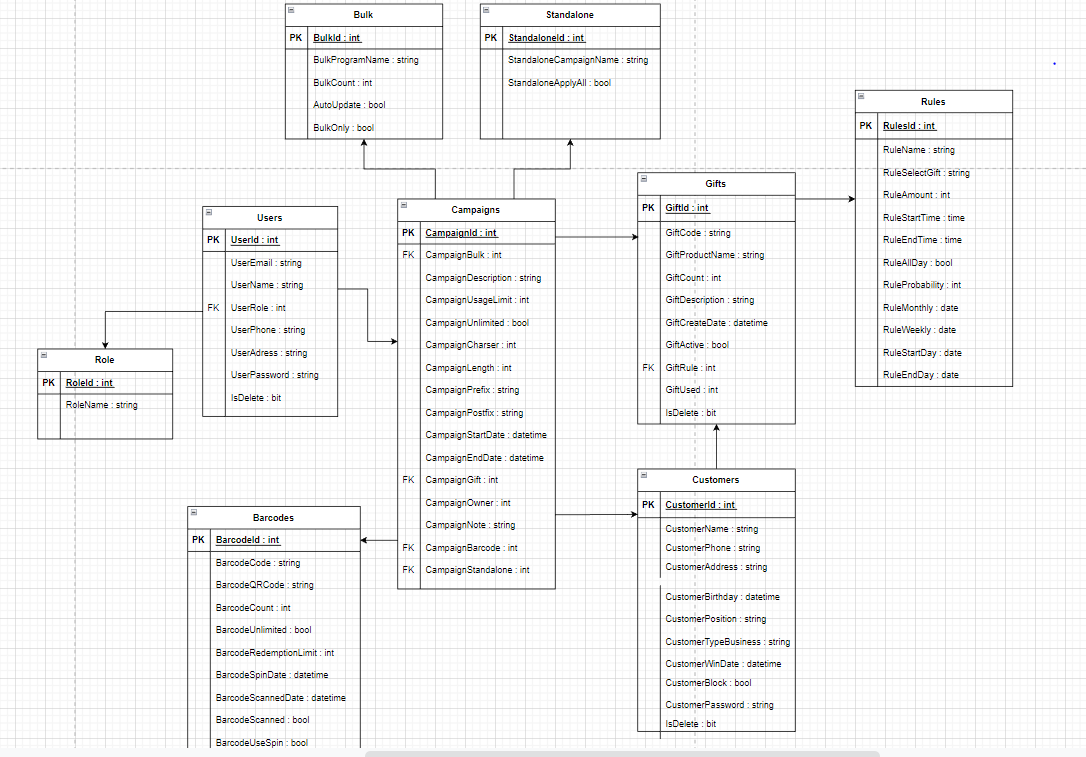 Bulk
PK BulkId : int
BulkProgramName : string
BulkCount : int
AutoUpdate : bool
BulkOnly : bool
Standalone
PK StandaloneId : int
StandaloneCampaignName : string
StandaloneApplyAll : bool
Rules
PK RulesId : int
RuleName : string
RuleSelectGift : string
RuleAmount : int
RuleStartTime : time
RuleEndTime : time
RuleAllDay : bool
RuleProbability : int
RuleMonthly : date
RuleWeekly : date
RuleStartDay : date
RuleEndDay : date
Gifts
PK GiftId : int
GiftCode : string
GiftProductName : string
GiftCount : int
GiftDescription : string
GiftCreateDate : datetime
GiftActive : bool
FK GiftRule : int
GiftUsed : int
IsDelete : bit
Campaigns
PK CampaignId : int
FK CampaignBulk : int
CampaignDescription : string
CampaignUsageLimit : int
CampaignUnlimited : bool
CampaignCharser : int
CampaignLength : int
CampaignPrefix : string
CampaignPostfix : string
CampaignStartDate : datetime
CampaignEndDate : datetime
FK CampaignGift : int
CampaignOwner : int
CampaignNote : string
FK CampaignBarcode : int
FK CampaignStandalone : int
Users
PK UserId : int
UserEmail : string
UserName : string
FK UserRole : int
UserPhone : string
UserAdress : string
UserPassword : string
IsDelete : bit
Role
PK RoleId : int
RoleName : string
Customers
PK CustomerId : int
CustomerName : string
CustomerPhone : string
CustomerAddress : string
CustomerBirthday : datetime
CustomerPosition : string
CustomerTypeBusiness : string
CustomerWinDate : datetime
CustomerBlock : bool
CustomerPassword : string
IsDelete : bit
Barcodes
PK BarcodeId : int
BarcodeCode : string
BarcodeQRCode : string
BarcodeCount : int
BarcodeUnlimited : bool
BarcodeRedemptionLimit : int
BarcodeSpinDate : datetime
BarcodeScannedDate : datetime
BarcodeScanned : bool
BarcodeUseSpin : bool